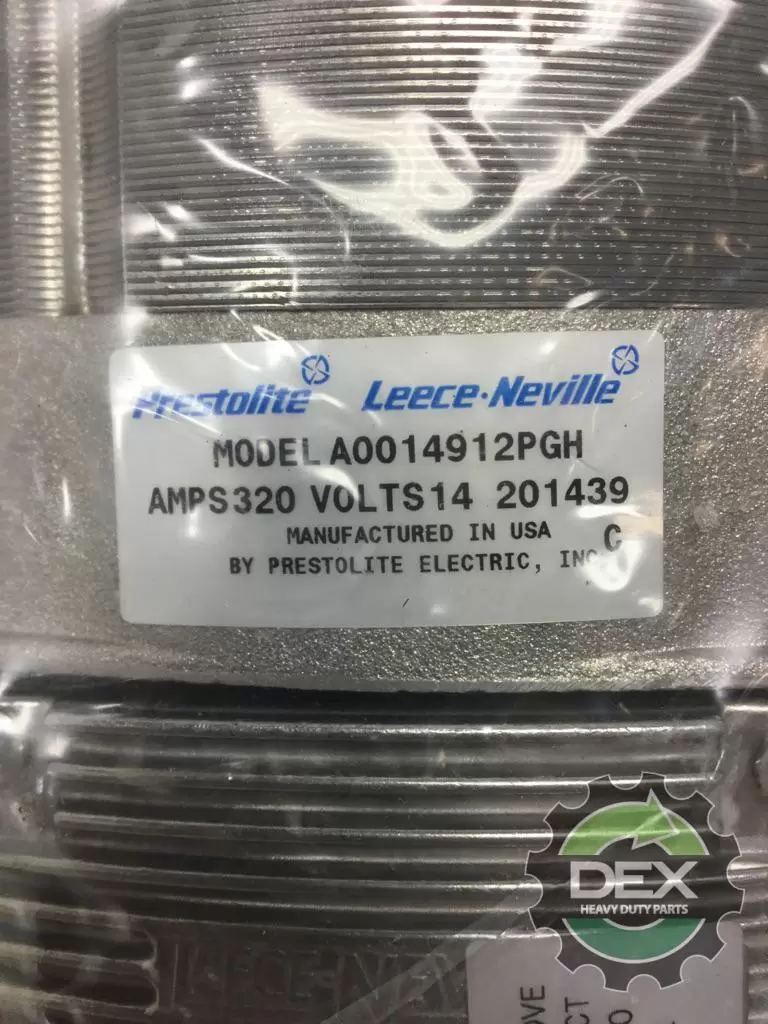 Prestolite Leece-Neville
MODEL A0014912PGH
AMPS320 VOLTS14 201439
MANUFACTURED IN USA C
BY PRESTOLITE ELECTRIC, INC
DEX
HEAVY DUTY PARTS